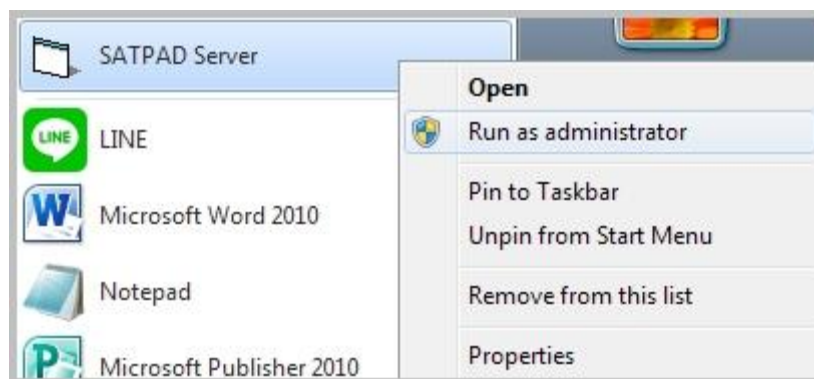 SATPAD Server
LINE
LINE
Microsoft Word 2010
Notepad
Microsoft Publisher 2010
Open
Run as administrator
Pin to Taskbar
Unpin from Start Menu
Remove from this list
Properties